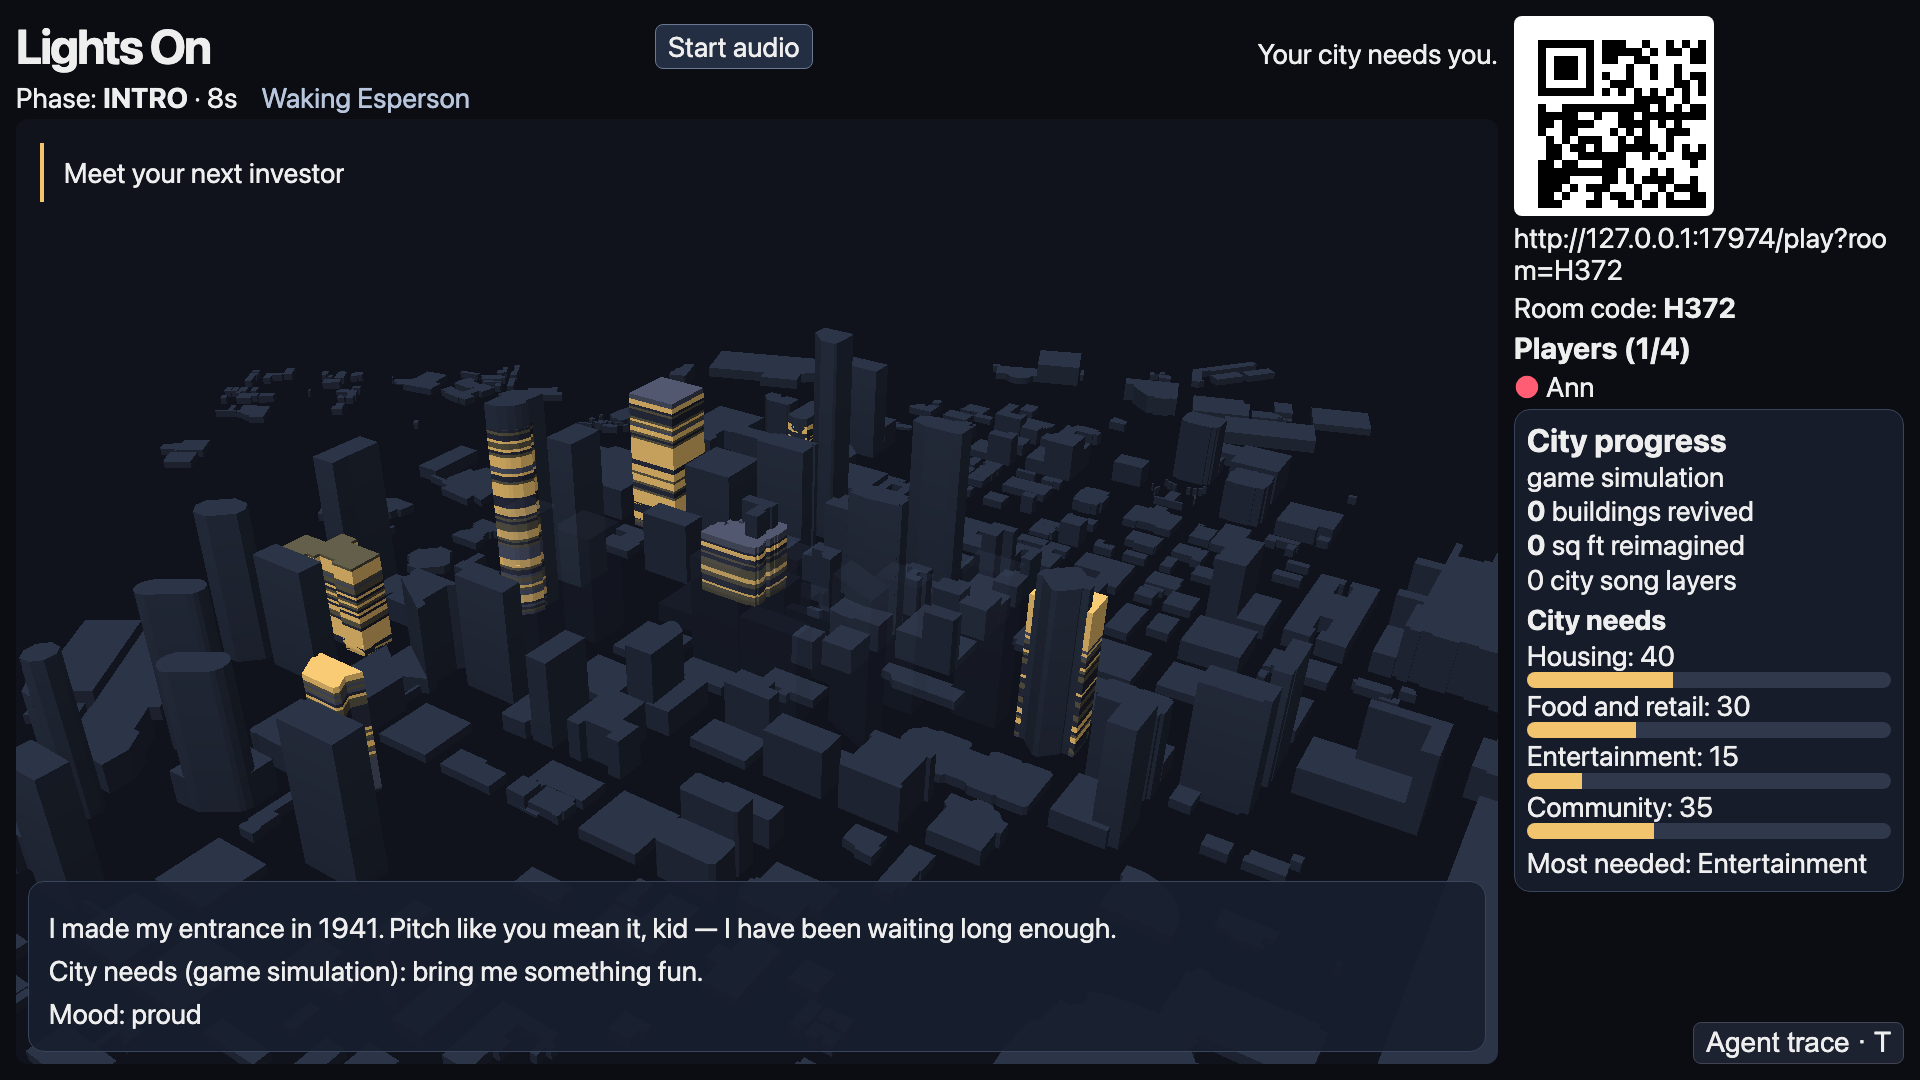 Lights On
Start audio
Your city needs you.
Phase: INTRO · 8s Waking Esperson
Meet your next investor
I made my entrance in 1941. Pitch like you mean it, kid — I have been waiting long enough.
City needs (game simulation): bring me something fun.
Mood: proud
http://127.0.0.1:17974/play?roo
m=H372
Room code: H372
Players (1/4)
Ann
City progress
game simulation
0 buildings revived
0 sq ft reimagined
0 city song layers
City needs
Housing: 40
Food and retail: 30
Entertainment: 15
Community: 35
Most needed: Entertainment
Agent trace · T